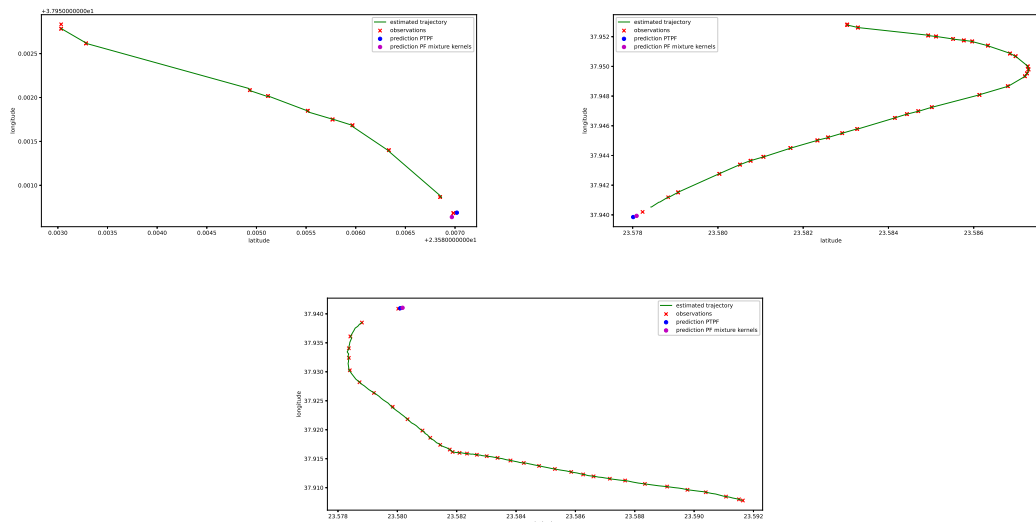 +3.7950000000e1
estimated trajectory
observations
prediction PTPF
prediction PF mixture kernels
0.0025
0.0020
0.0015
0.0010
longitude
0.0030 0.0035 0.0040 0.0045 0.0050 0.0055 0.0060 0.0065 0.0070
latitude
+2.3580000000e1
estimated trajectory
observations
prediction PTPF
prediction PF mixture kernels
37.952
37.950
37.948
37.946
37.944
37.942
37.940
longitude
23.578 23.580 23.582 23.584 23.586
latitude
estimated trajectory
observations
prediction PTPF
prediction PF mixture kernels
37.940
37.935
37.930
37.925
37.920
37.915
37.910
longitude
23.578 23.580 23.582 23.584 23.586 23.588 23.590 23.592